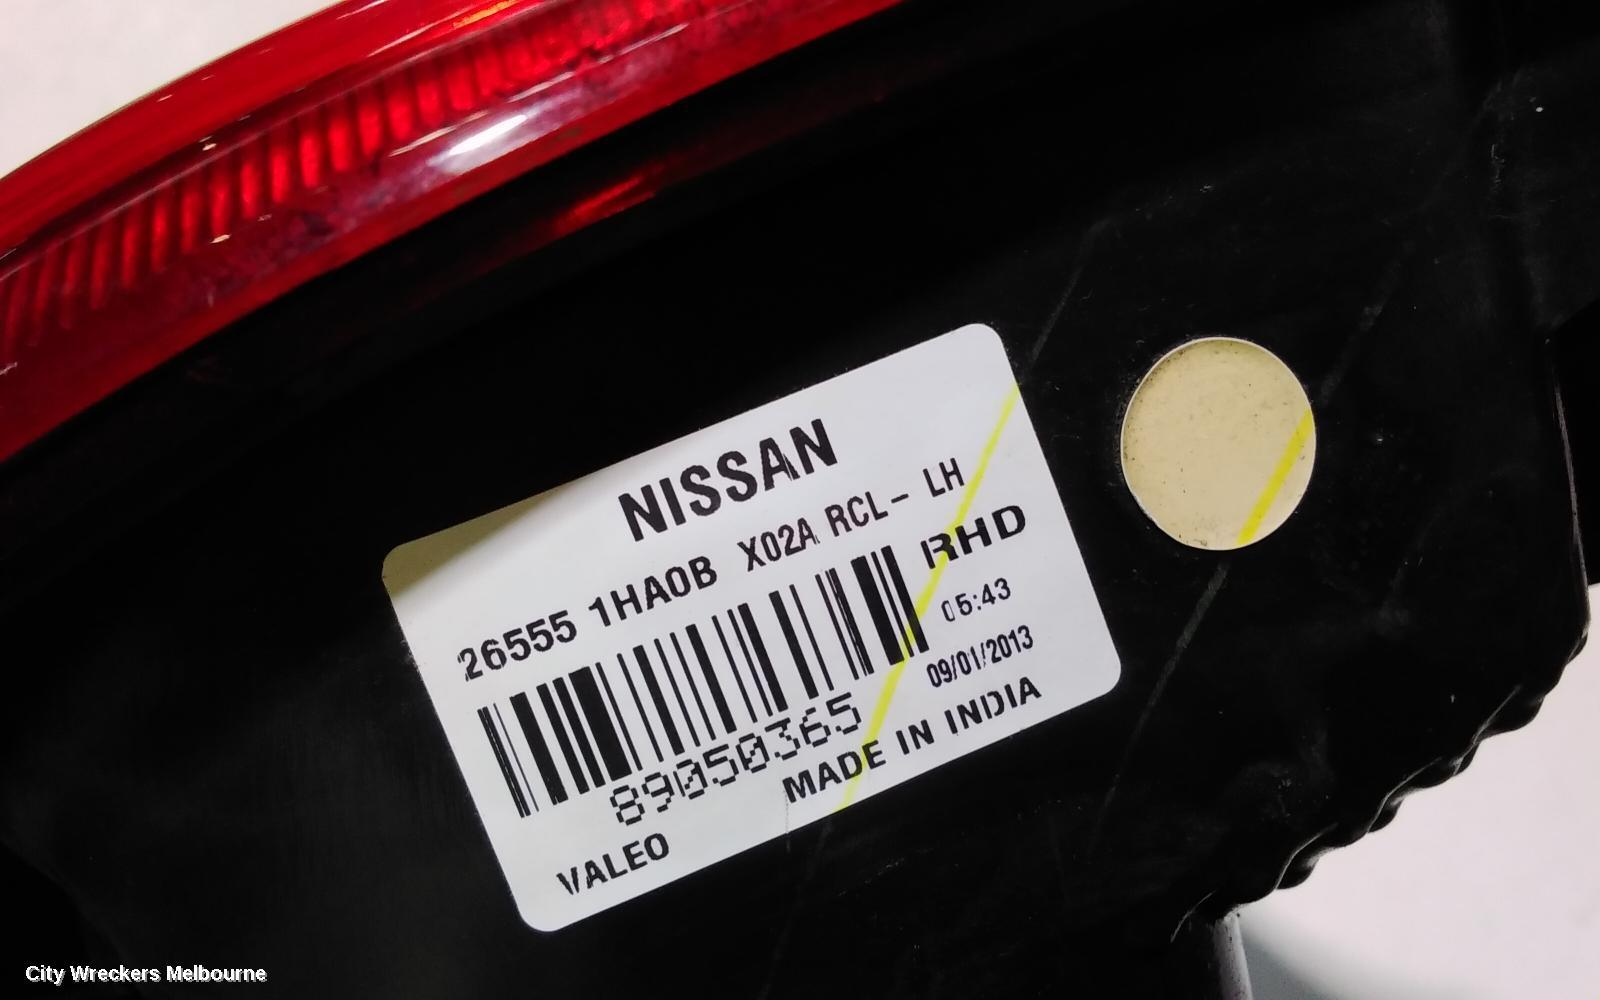 NISSAN
26555 1HA0B X02A RCL- LH
RHD
05:43
09/01/2013
89050365
MADE IN INDIA
VALEO
City Wreckers Melbourne